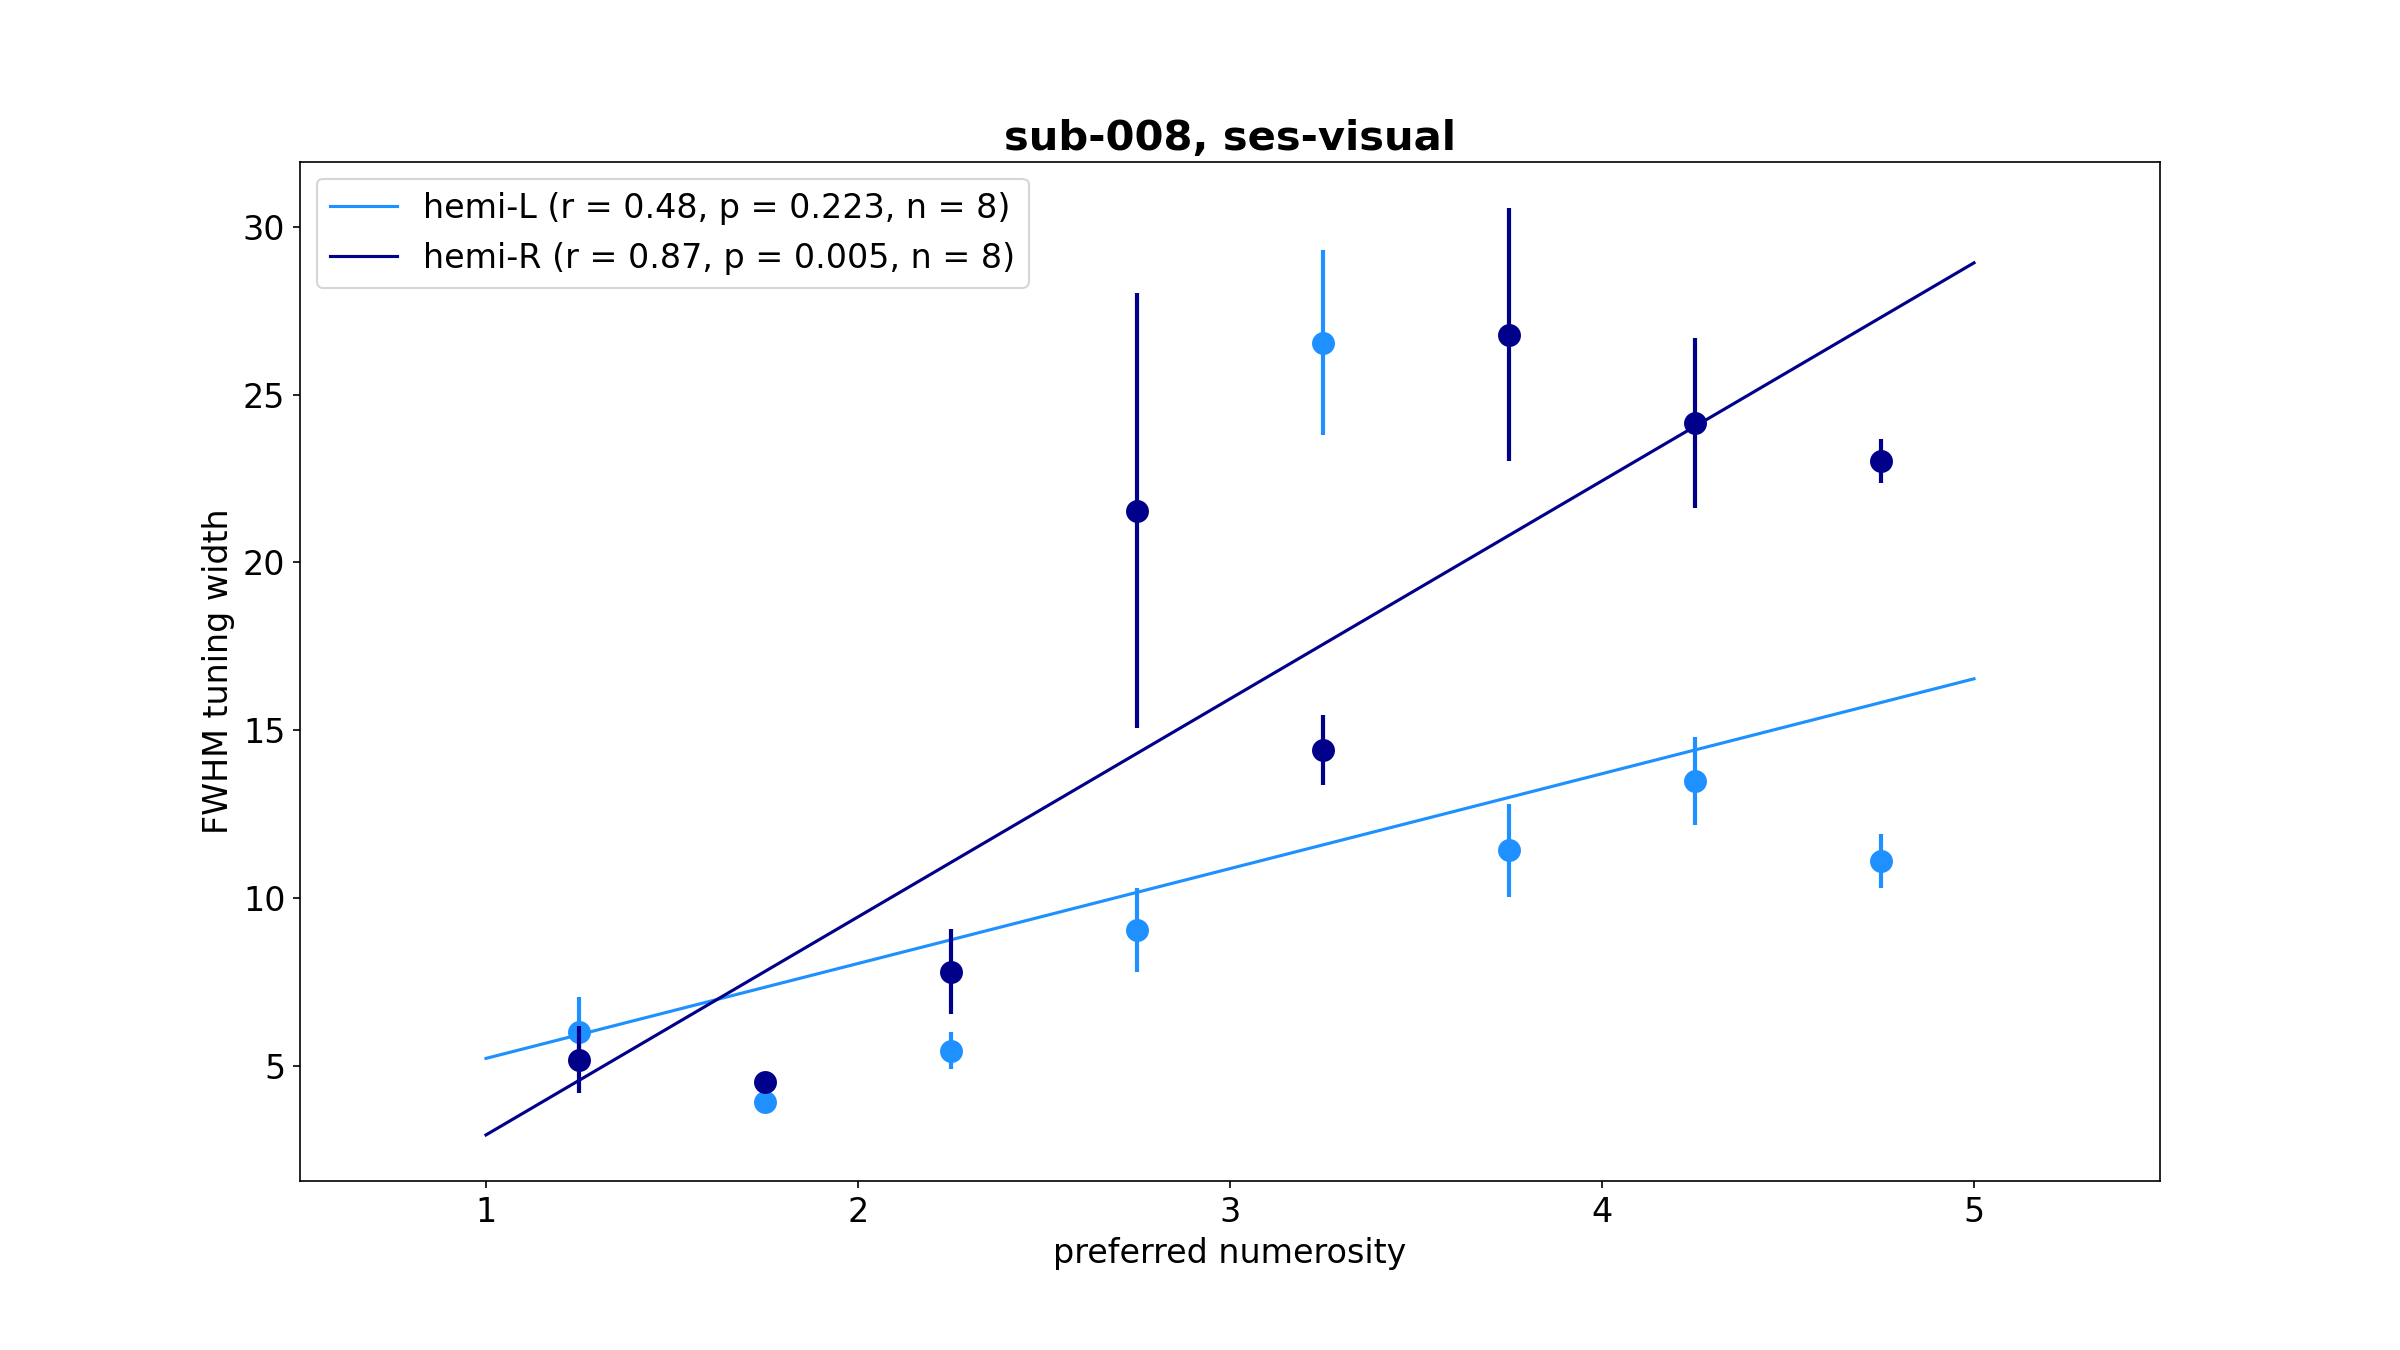 sub-008, ses-visual
hemi-L (r = 0.48, p = 0.223, n = 8)
hemi-R (r = 0.87, p = 0.005, n = 8)
30
25
20
15
10
5
FWHM tuning width
1 2 3 4 5
preferred numerosity